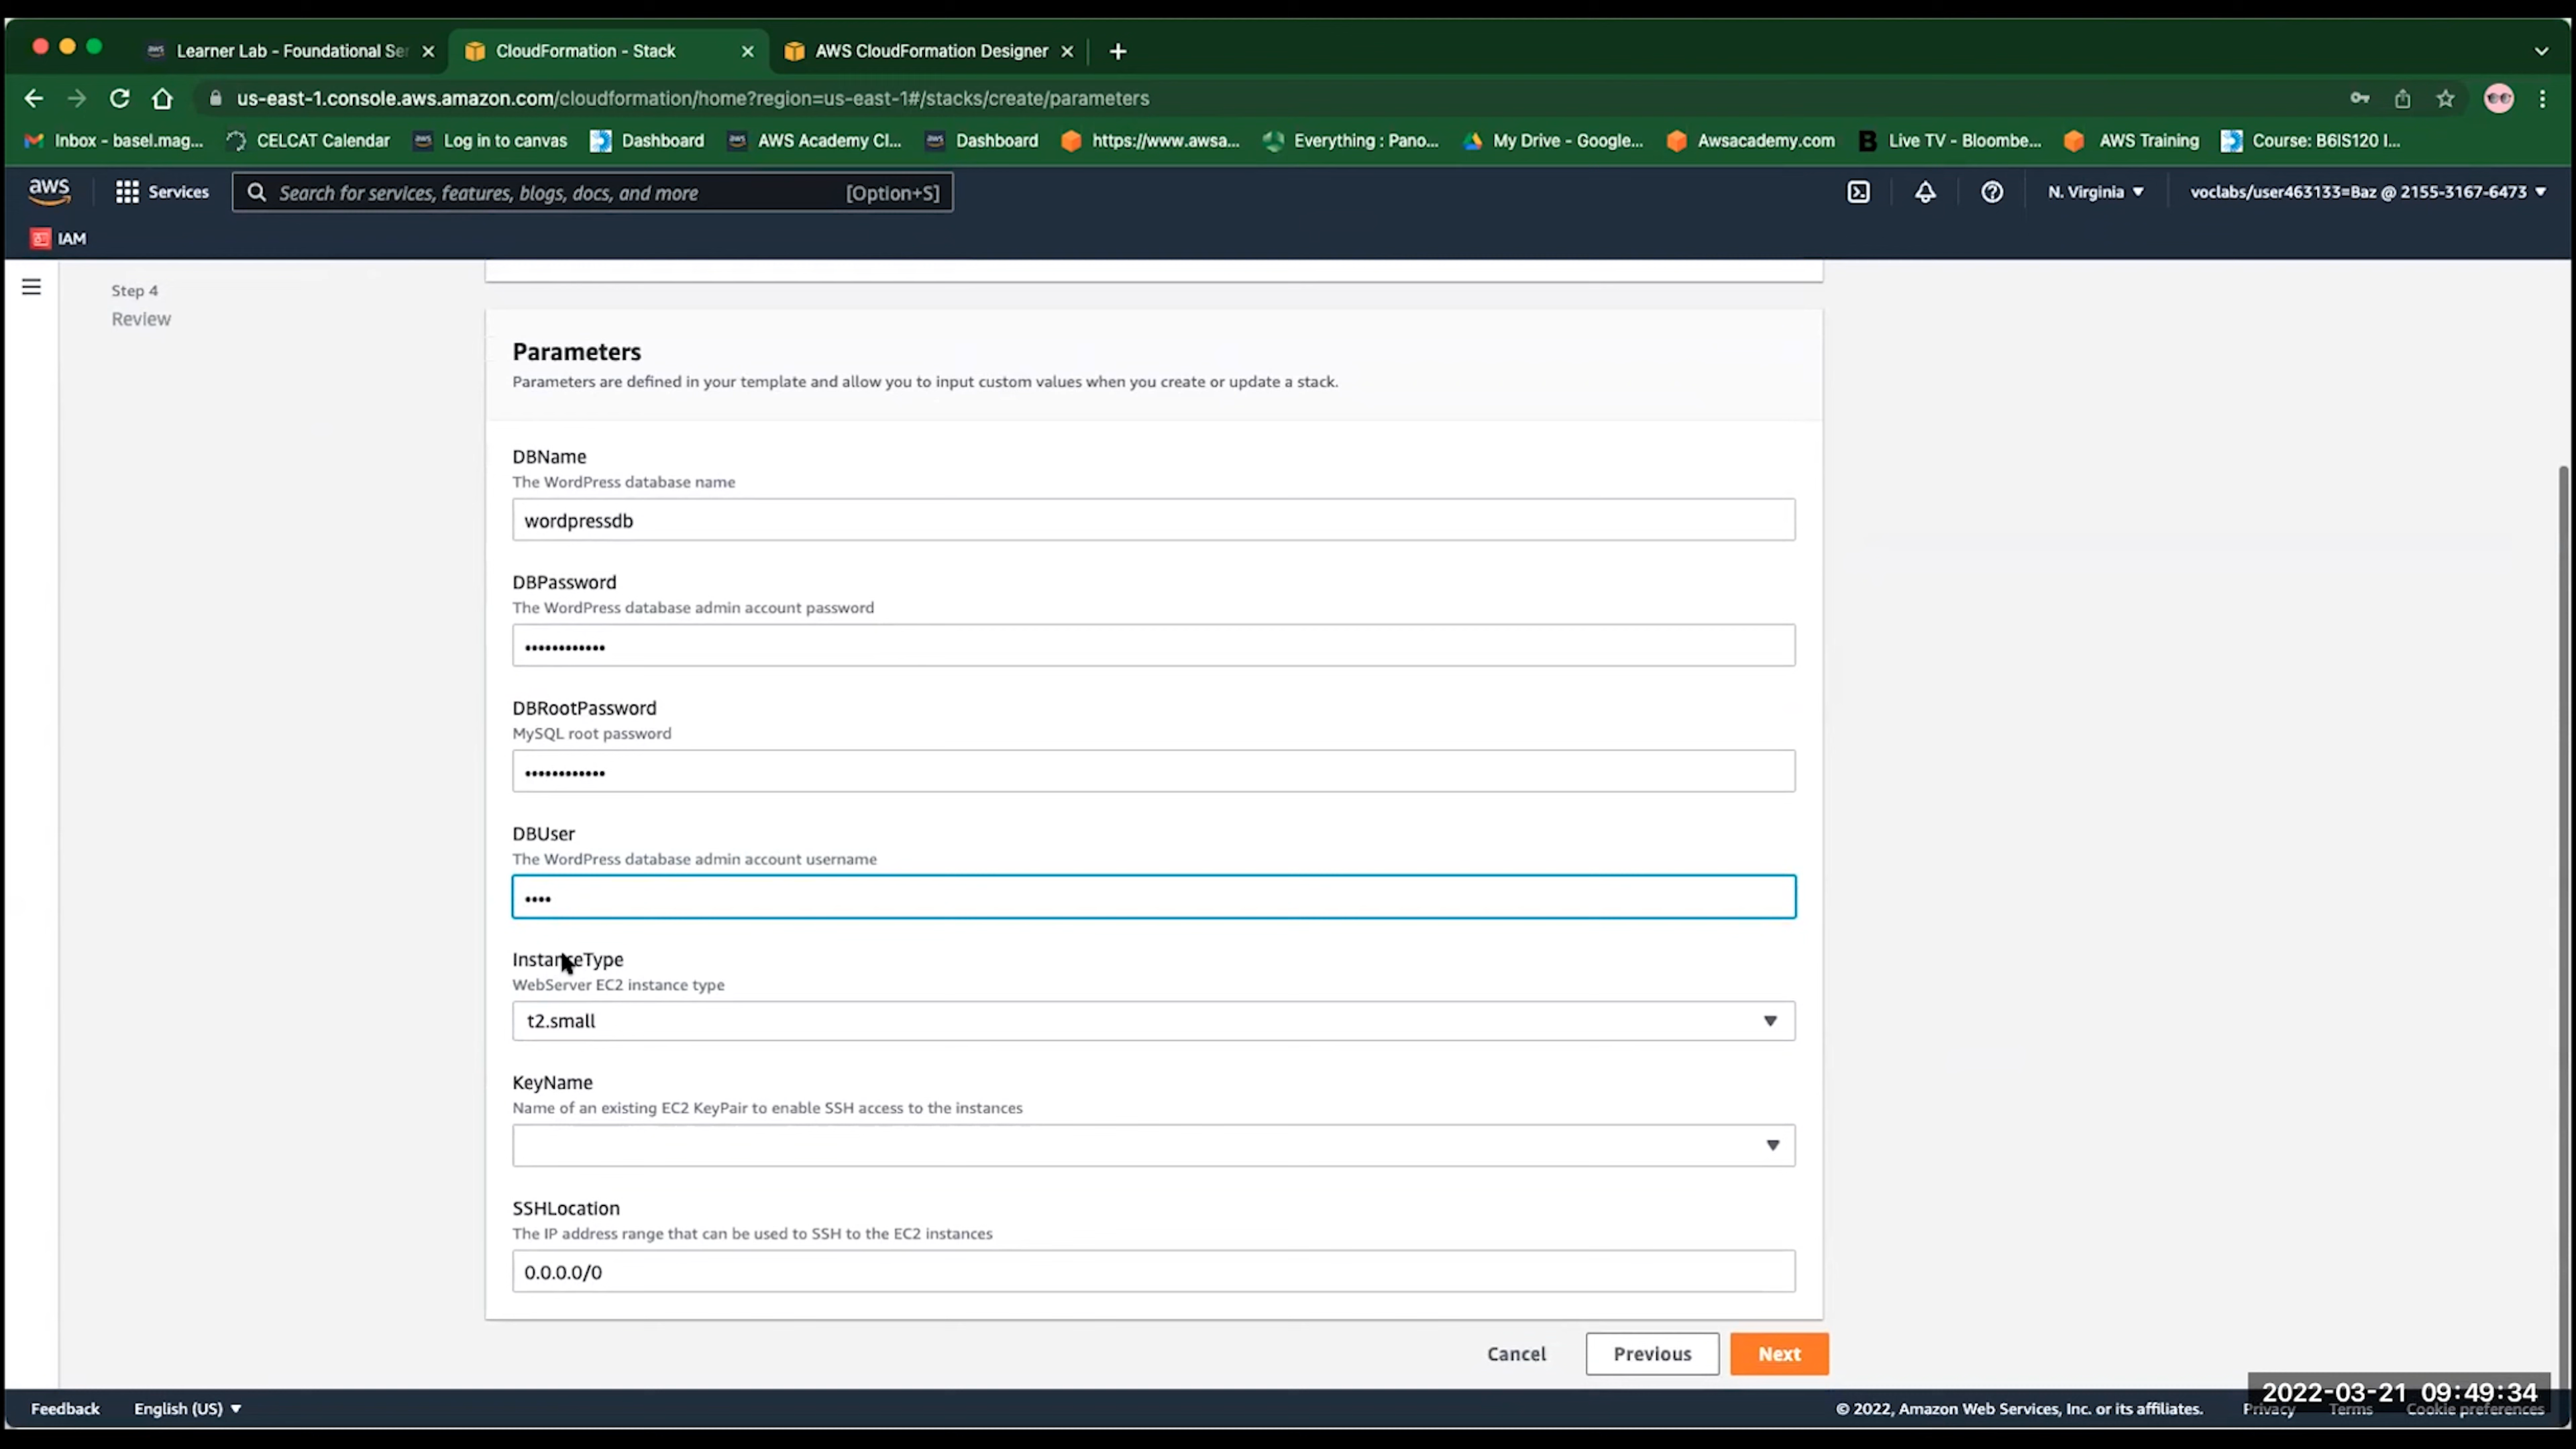 Learner Lab - Foundational Ser
CloudFormation - Stack
AWS CloudFormation Designer
us-east-1.console.aws.amazon.com/cloudformation/home?region=us-east-1#/stacks/create/parameters
Inbox - basel.mag...
CELCAT Calendar
Log in to canvas
Dashboard
AWS Academy Cl...
Dashboard
https://www.awsa...
Everything : Pano...
My Drive - Google...
Awsacademy.com
Live TV - Bloombe...
AWS Training
Course: B6IS120 I...
aws
Services
Search for services, features, blogs, docs, and more
[Option+S]
N. Virginia
voclabs/user463133=Baz @ 2155-3167-6473
IAM
Step 4
Review
Parameters
Parameters are defined in your template and allow you to input custom values when you create or update a stack.
DBName
The WordPress database name
wordpressdb
DBPassword
The WordPress database admin account password
••••••••••••
DBRootPassword
MySQL root password
••••••••••••
DBUser
The WordPress database admin account username
••••
InstanceType
WebServer EC2 instance type
t2.small
KeyName
Name of an existing EC2 KeyPair to enable SSH access to the instances
SSHLocation
The IP address range that can be used to SSH to the EC2 instances
0.0.0.0/0
Cancel
Previous
Next
2022-03-21 09:49:34
Feedback
English (US)
© 2022, Amazon Web Services, Inc. or its affiliates.
Privacy
Terms
Cookie preferences